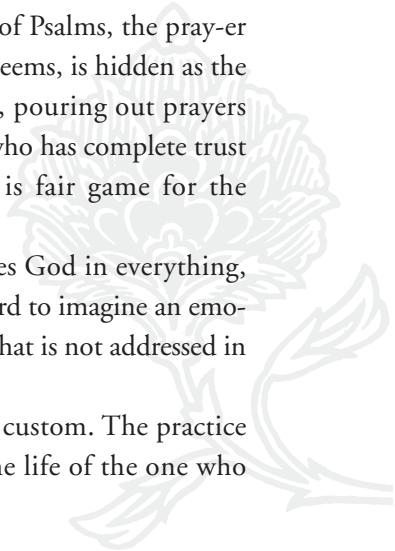 of Psalms, the pray-er
eems, is hidden as the
, pouring out prayers
who has complete trust
is fair game for the
es God in everything,
rd to imagine an emo-
hat is not addressed in
custom. The practice
e life of the one who